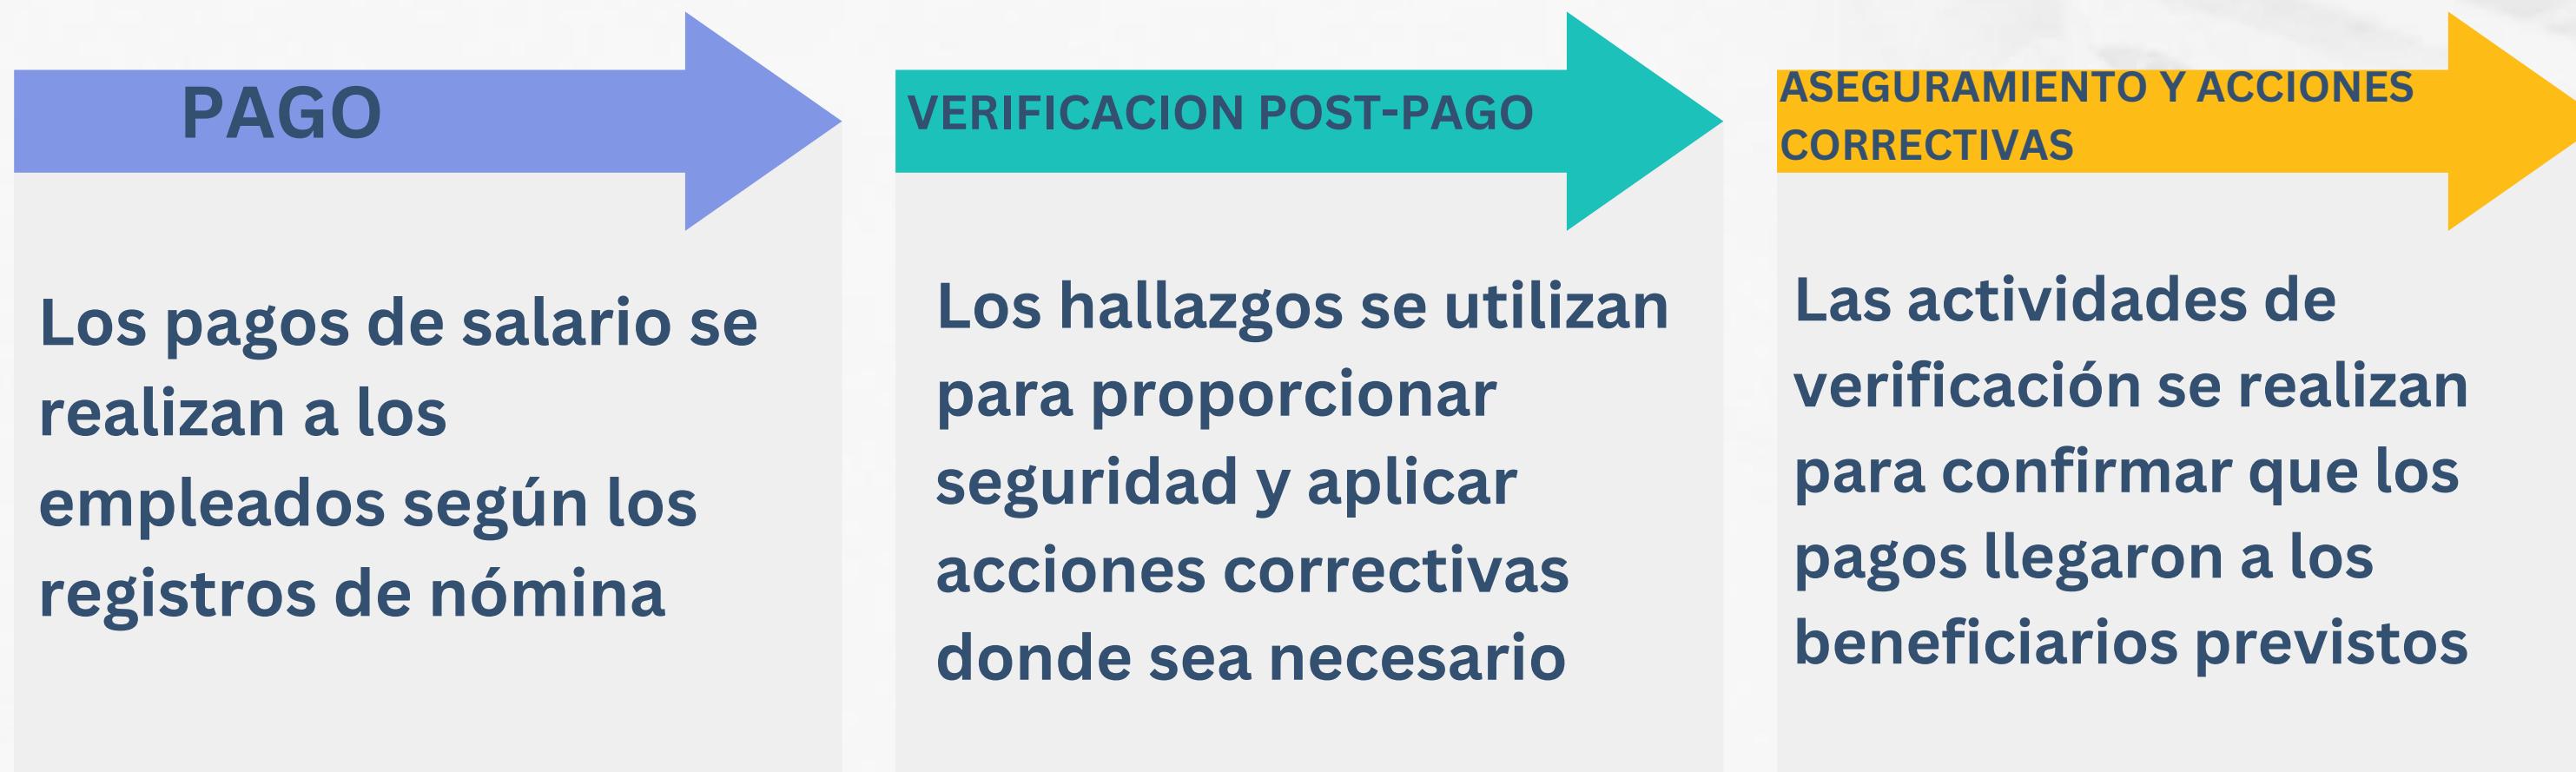 PAGO
Los pagos de salario se
realizan a los
empleados según los
registros de nómina
VERIFICACION POST-PAGO
Los hallazgos se utilizan
para proporcionar
seguridad y aplicar
acciones correctivas
donde sea necesario
ASEGURAMIENTO Y ACCIONES
CORRECTIVAS
Las actividades de
verificación se realizan
para confirmar que los
pagos llegaron a los
beneficiarios previstos